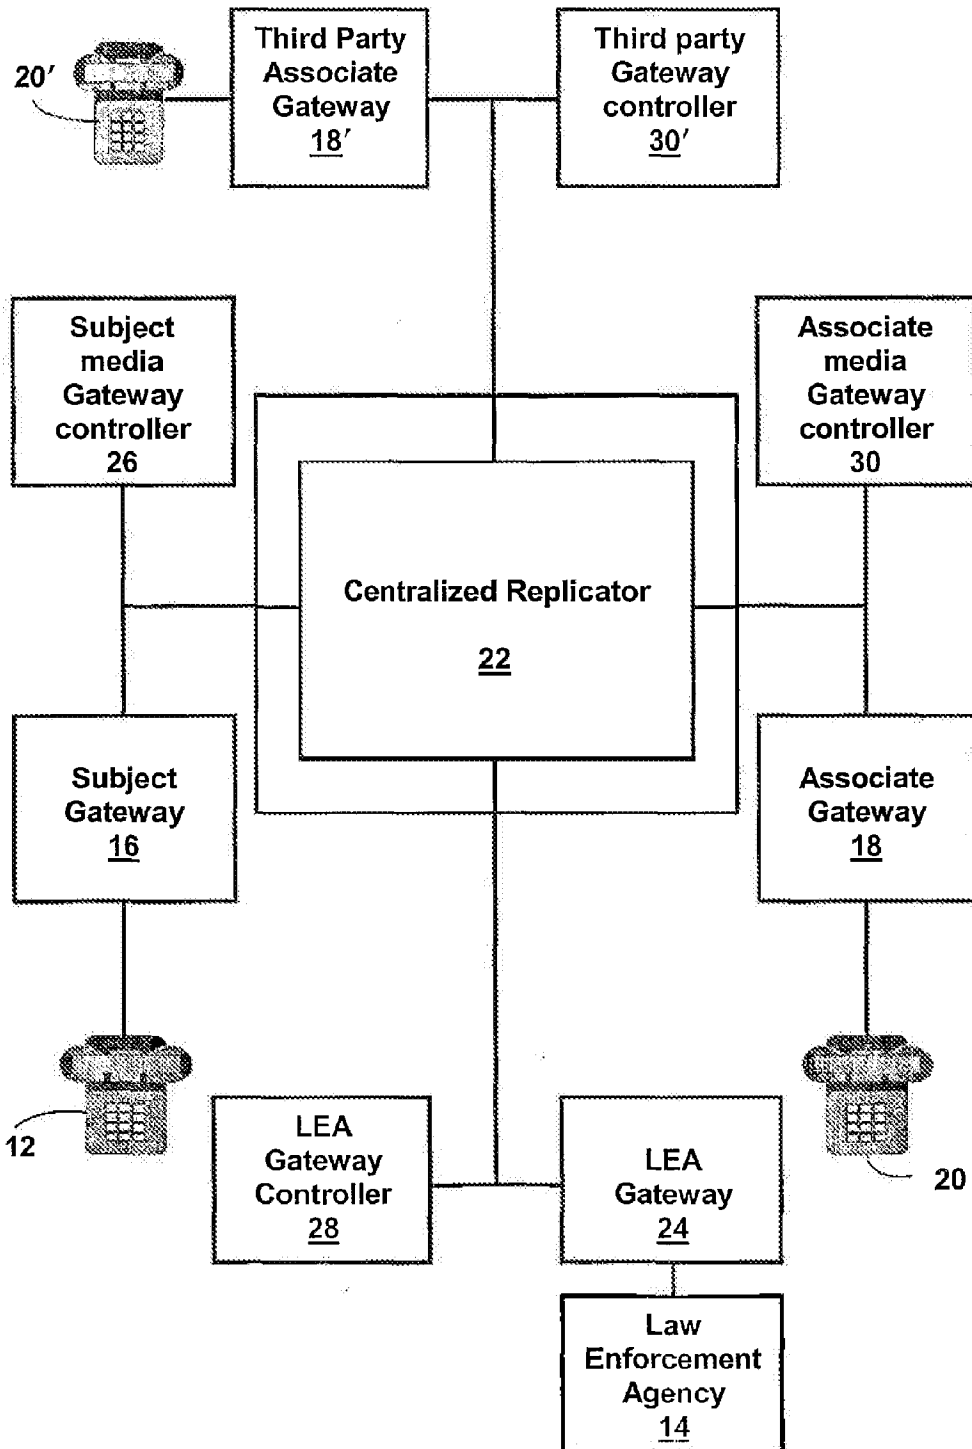 20′
Third Party
Associate
Gateway
18′
Third party
Gateway
controller
30′
Subject
media
Gateway
controller
26
Associate
media
Gateway
controller
30
Centralized Replicator
22
Subject
Gateway
16
Associate
Gateway
18
12
20
LEA
Gateway
Controller
28
LEA
Gateway
24
Law
Enforcement
Agency
14